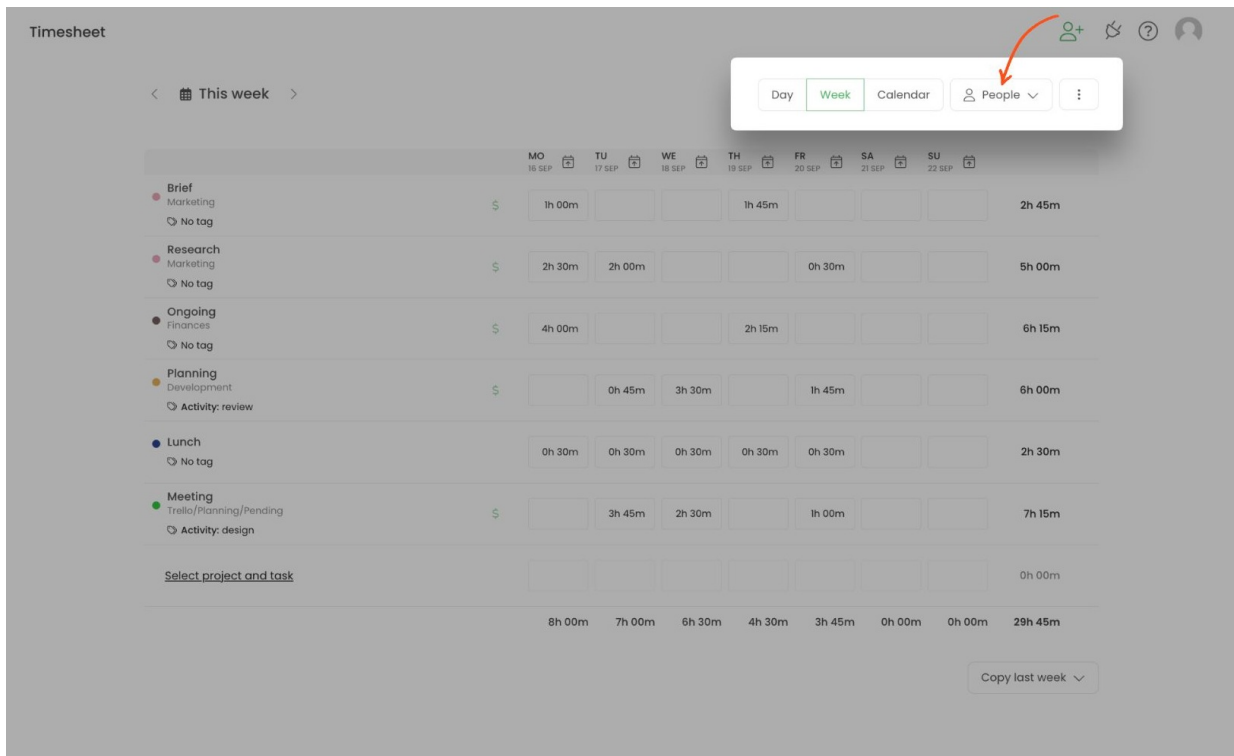 Timesheet
This week
Day Week Calendar People
MO TU WE TH FR SA SU
16 SEP 17 SEP 18 SEP 19 SEP 20 SEP 21 SEP 22 SEP
Brief
Marketing
$ 1h 00m 1h 45m 2h 45m
No tag
Research
Marketing
$ 2h 30m 2h 00m 0h 30m 5h 00m
No tag
Ongoing
Finances
$ 4h 00m 2h 15m 6h 15m
No tag
Planning
Development
$ 0h 45m 3h 30m 1h 45m 6h 00m
Activity: review
Lunch
0h 30m 0h 30m 0h 30m 0h 30m 0h 30m 2h 30m
No tag
Meeting
Trello/Planning/Pending
$ 3h 45m 2h 30m 1h 00m 7h 15m
Activity: design
Select project and task 0h 00m
8h 00m 7h 00m 6h 30m 4h 30m 3h 45m 0h 00m 0h 00m 29h 45m
Copy last week